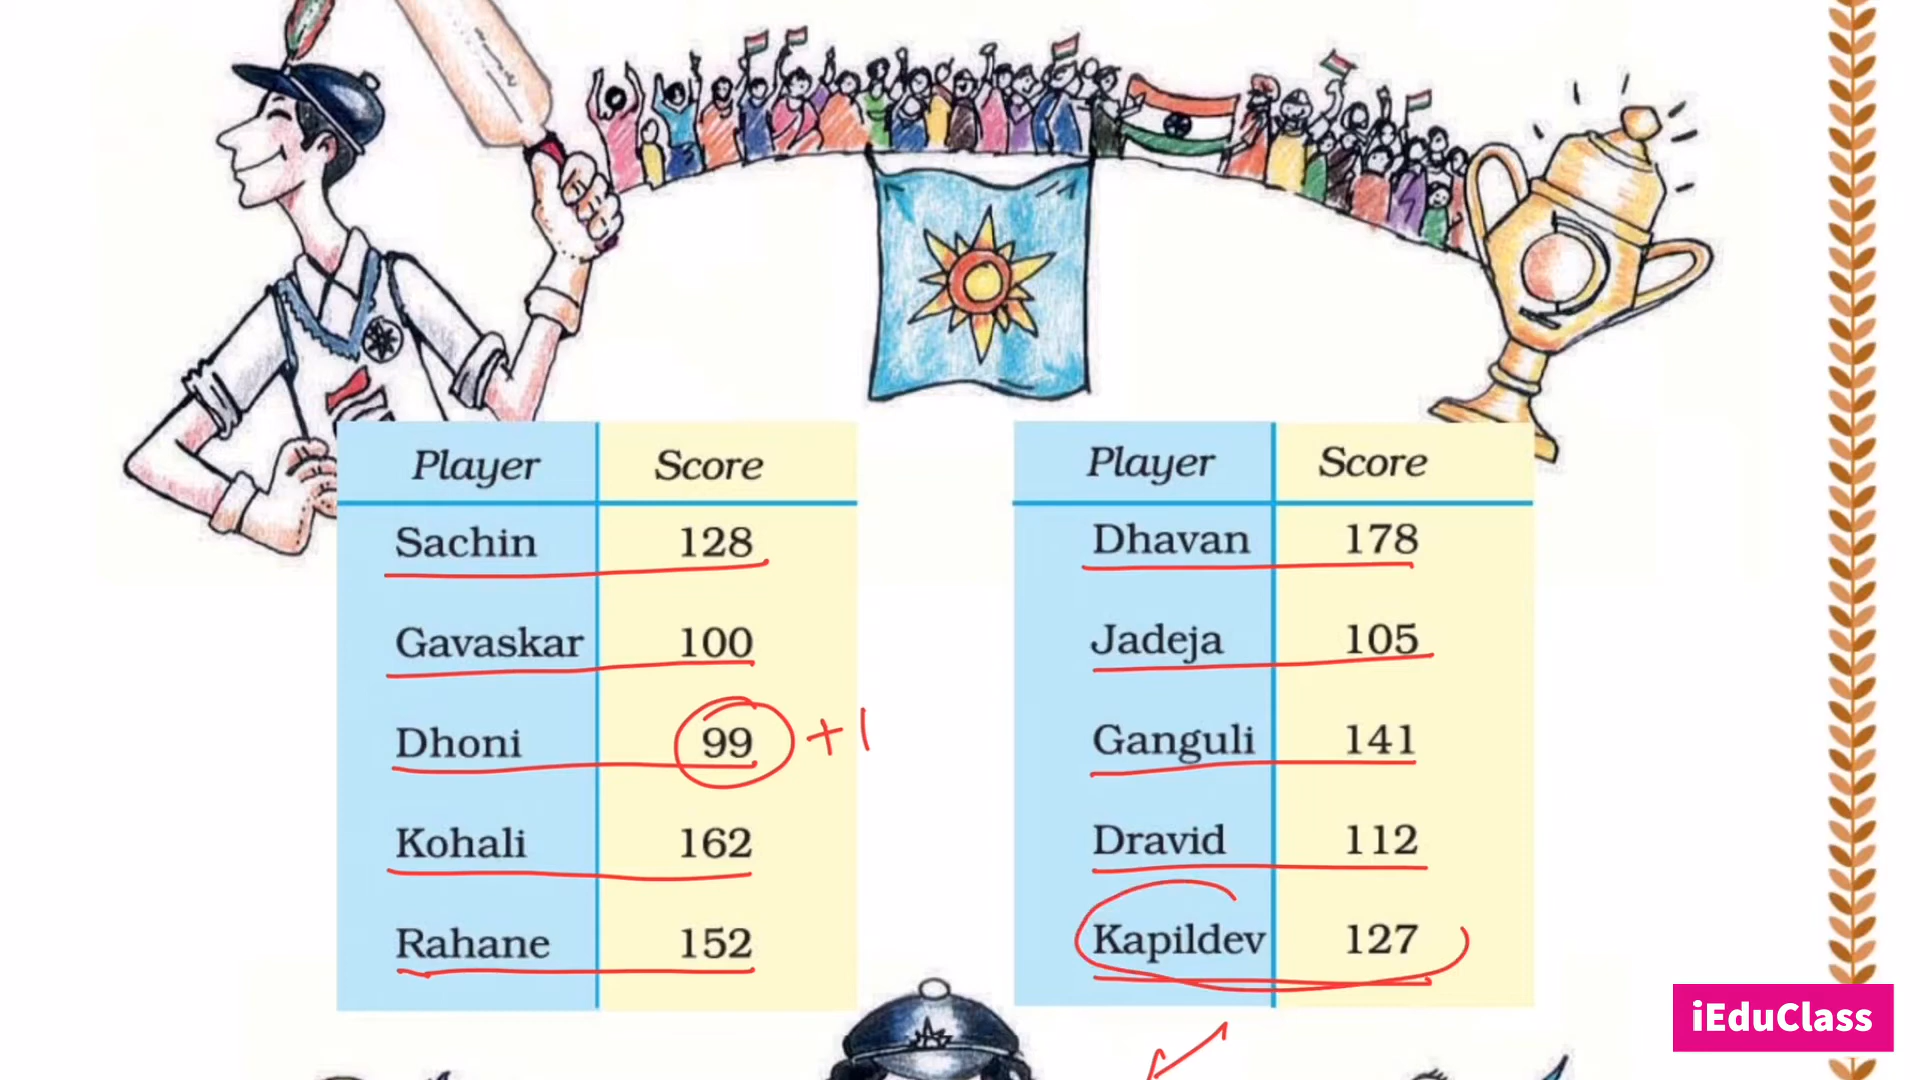 Player Score
Sachin 128
Gavaskar 100
Dhoni 99 +1
Kohali 162
Rahane 152
Player Score
Dhavan 178
Jadeja 105
Ganguli 141
Dravid 112
Kapildev 127
iEduClass